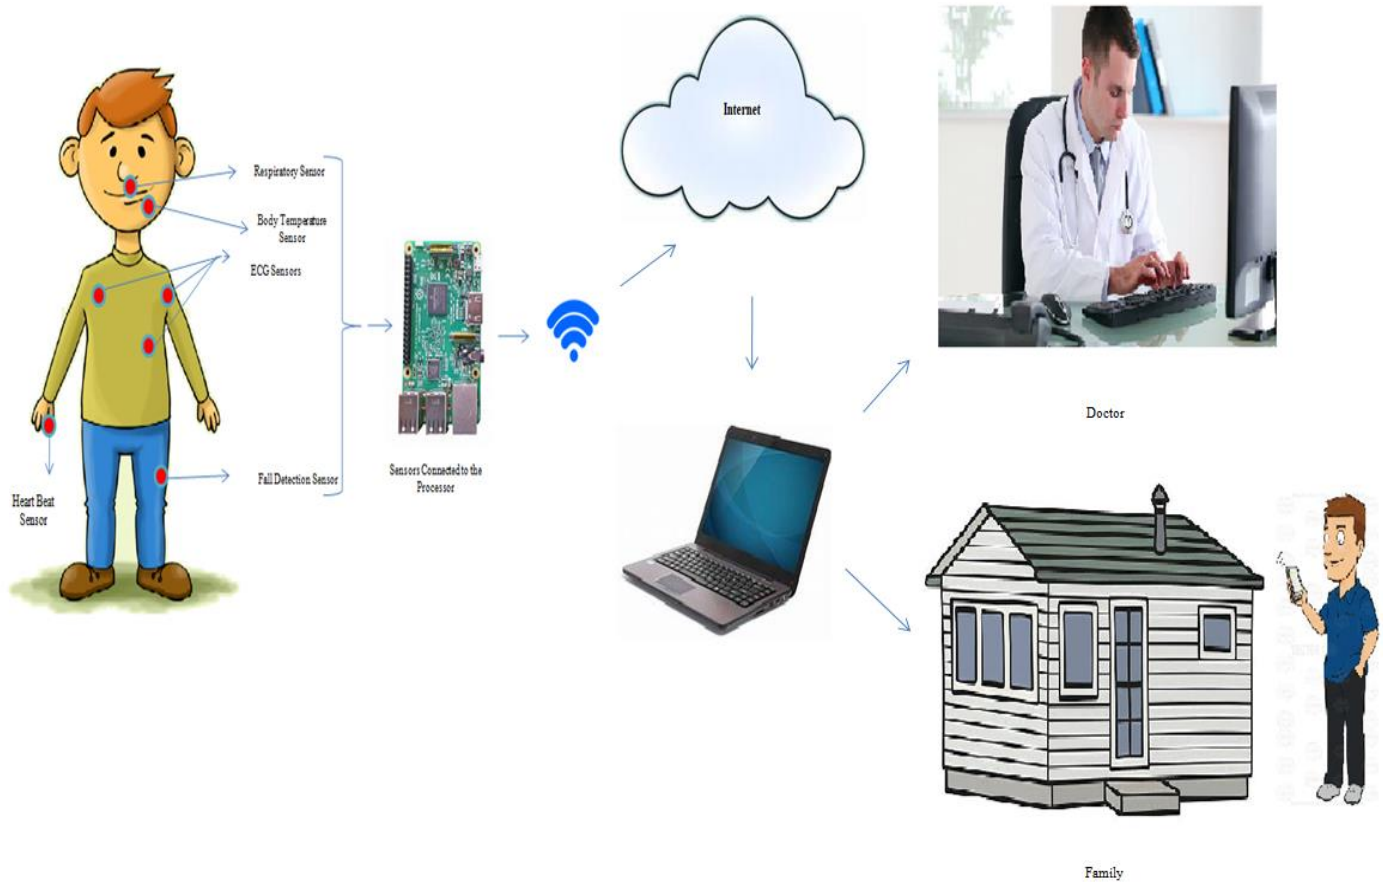 Internet
Respiratory Sensor
Body Temperature
Sensor
ECG Sensors
Fall Detection Sensor
Heart Beat
Sensor
Sensors Connected to the
Processor
Doctor
Family